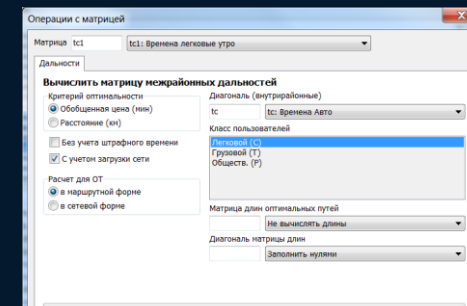 Операции с матрицей
Матрица tc1 tc1: Времена легковые утро
Дальности
Вычислить матрицу межрайонных дальностей
Критерий оптимальности
Обобщенная цена (мин)
Расстояние (км)
Без учета штрафного времени
С учетом загрузки сети
Расчет для ОТ
в маршрутной форме
в сетевой форме
Диагональ (внутрирайонные)
tc tc: Времена Авто
Класс пользователей
Легковой (C)
Грузовой (T)
Обществ. (P)
Матрица длин оптимальных путей
Не вычислять длины
Диагональ матрицы длин
Заполнить нулями